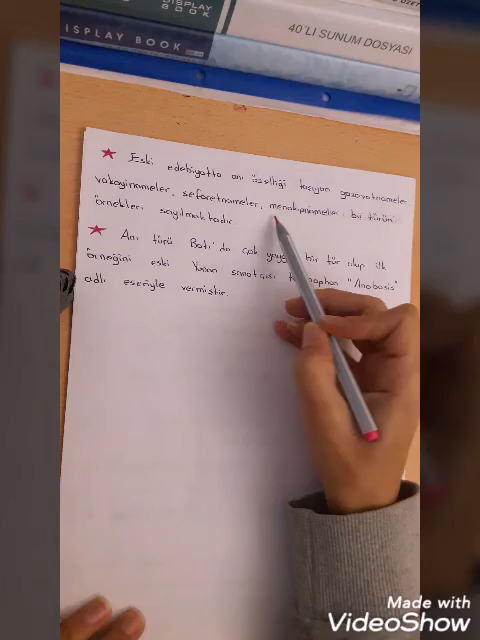 DISPLAY
BOOK
DISPLAY BOOK
40'LI SUNUM DOSYASI
Eski edebiyatta anı özelliği taşıyan gazavatnameler,
vakayinameler, sefaretnameler, menakıpnameler bu türün
örnekleri sayılmaktadır.
Anı türü Batı'da çok yaygın bir tür olup ilk
örneğini eski Yunan sanatçısı "Anabasis"
adlı eseriyle vermiştir.
Made with
VideoShow